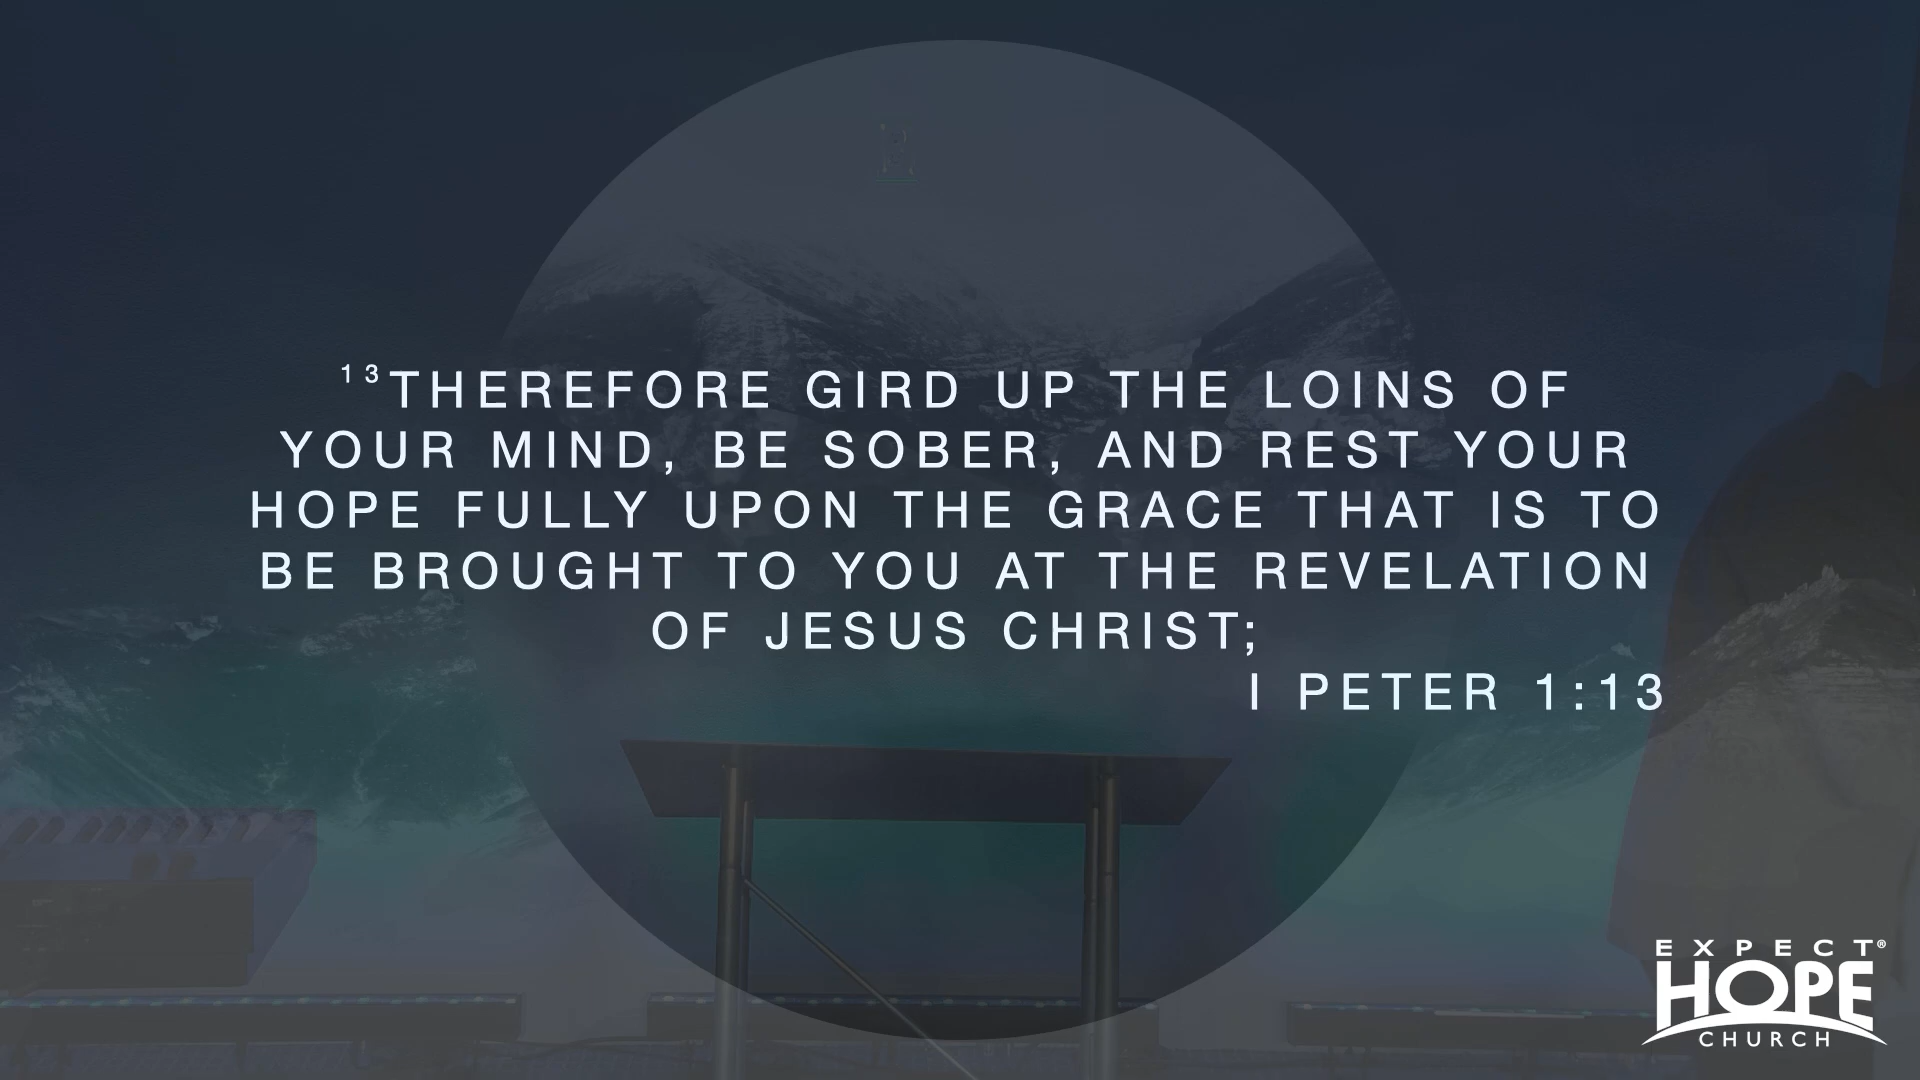 13THEREFORE GIRD UP THE LOINS OF
YOUR MIND, BE SOBER, AND REST YOUR
HOPE FULLY UPON THE GRACE THAT IS TO
BE BROUGHT TO YOU AT THE REVELATION
OF JESUS CHRIST;
I PETER 1:13
EXPECT®
HOPE
CHURCH